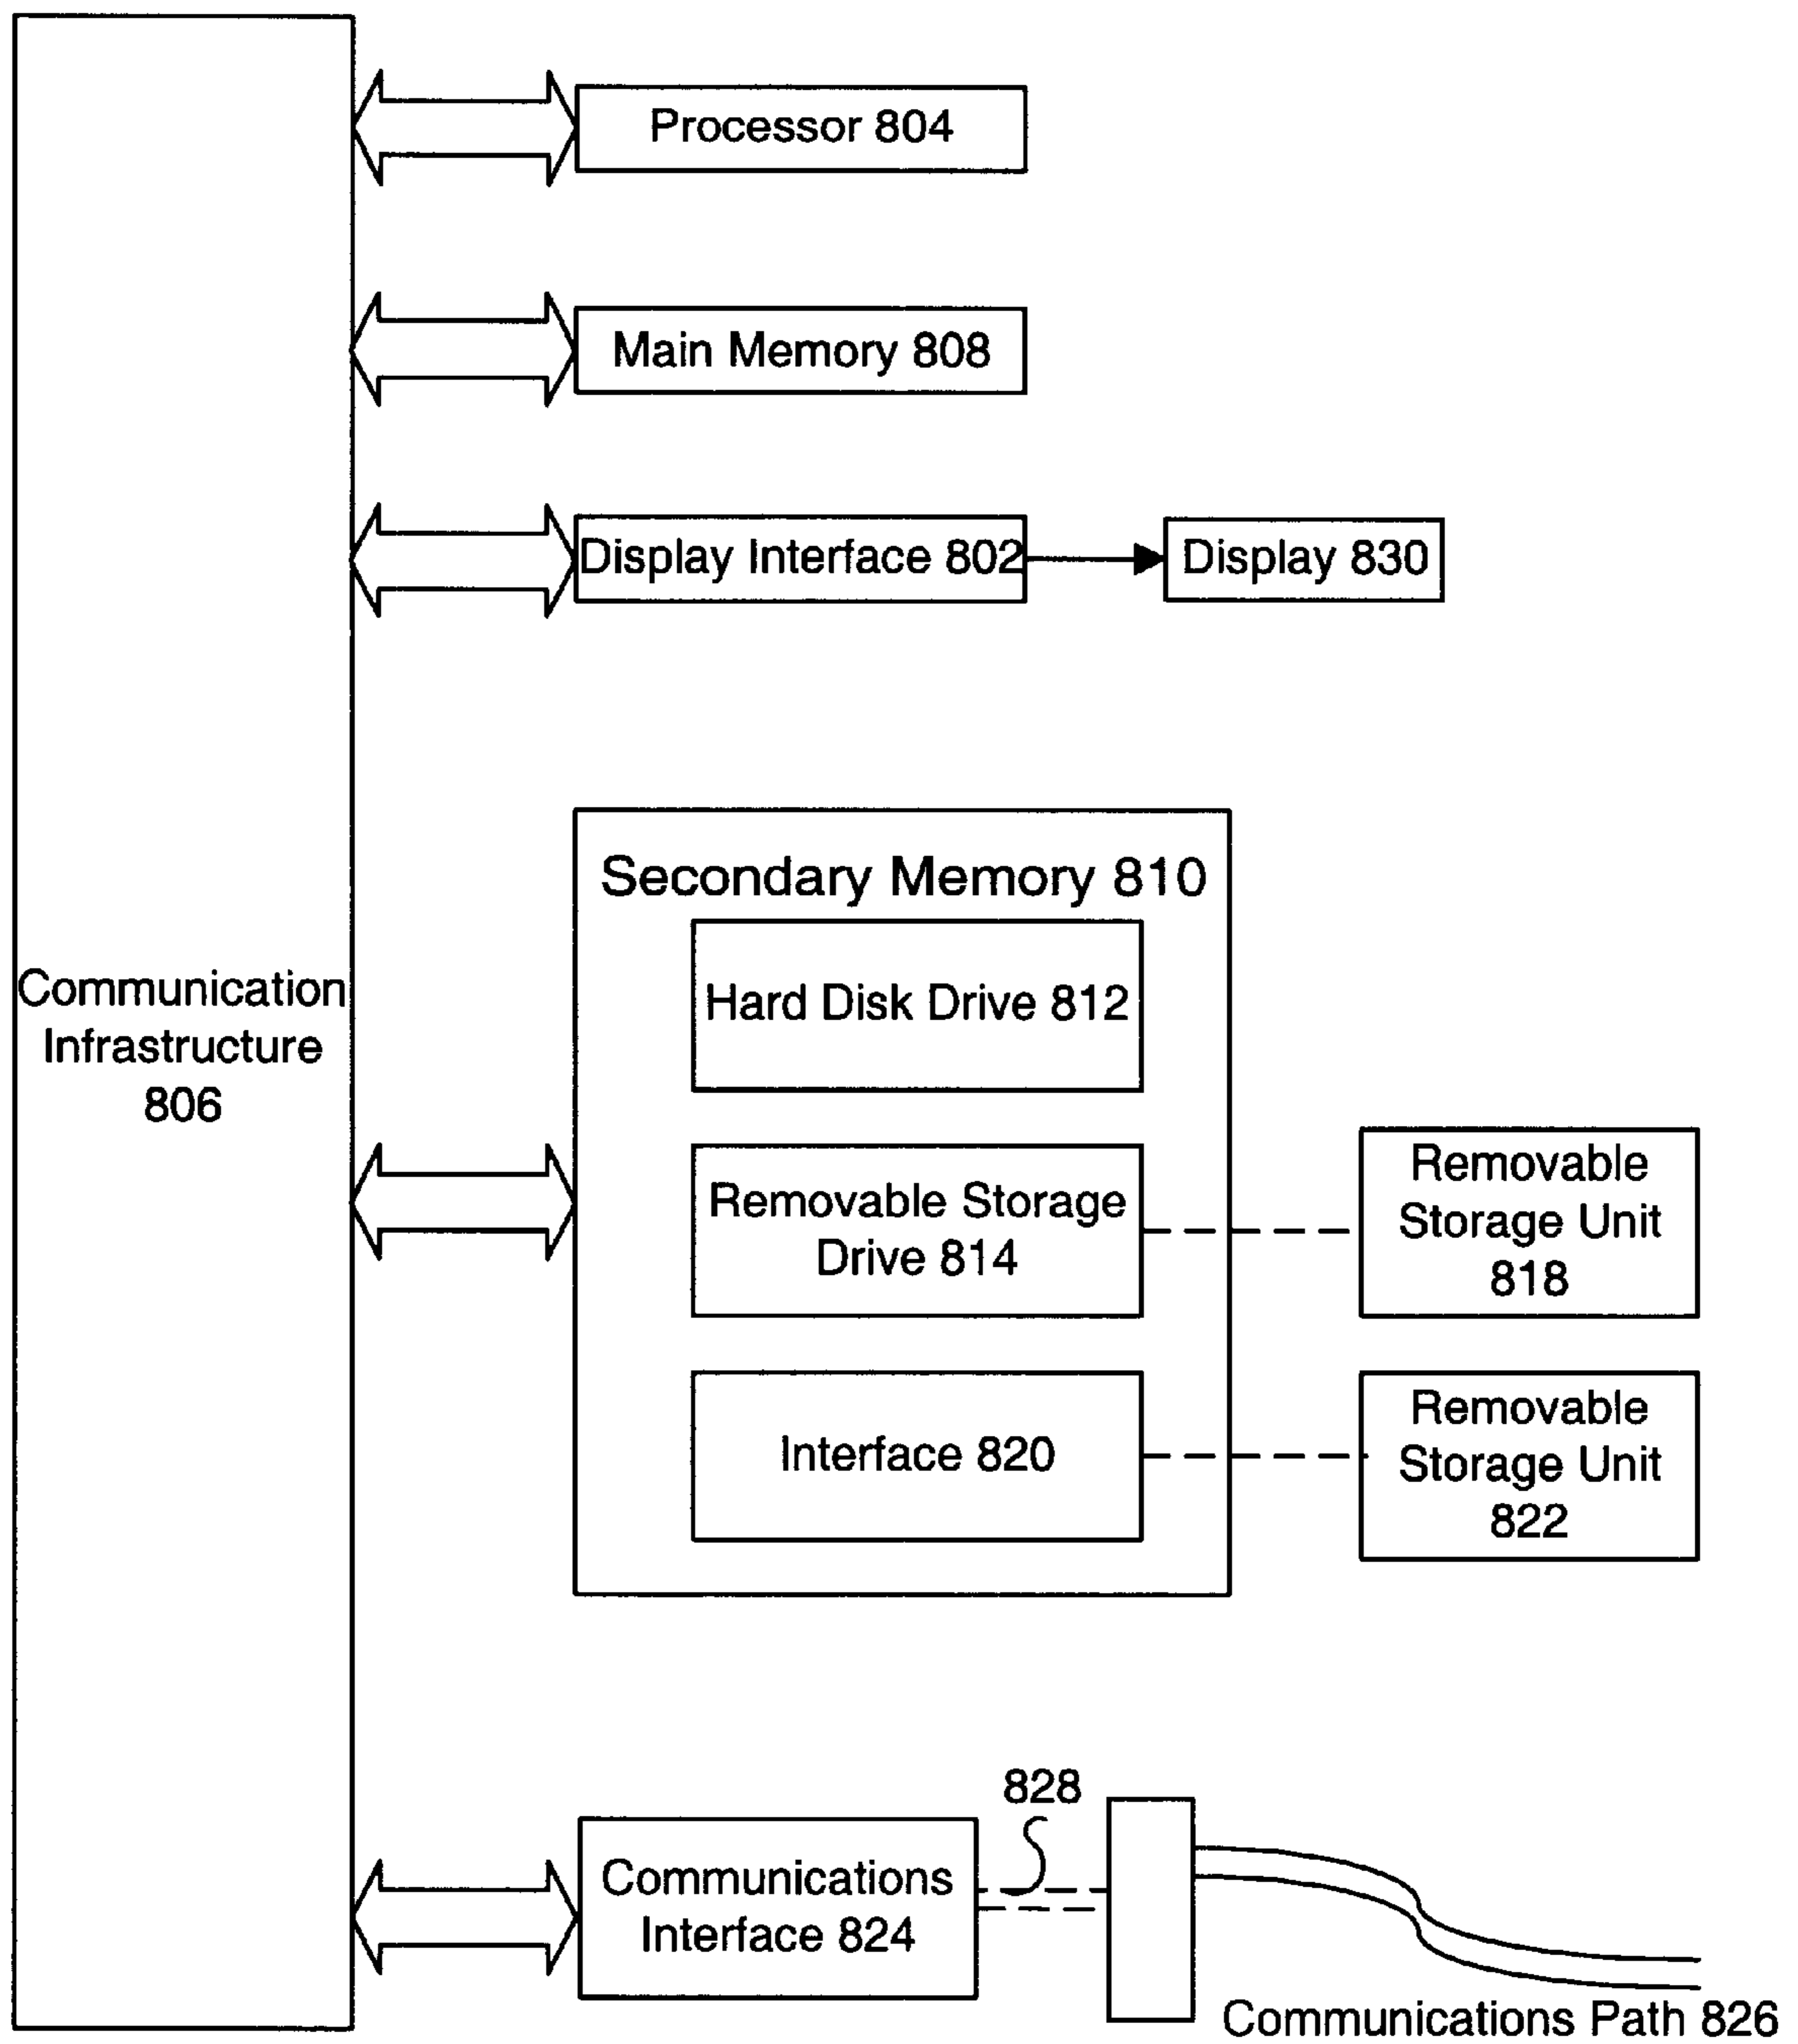 Processor 804
Main Memory 808
Display Interface 802
Display 830
Secondary Memory 810
Hard Disk Drive 812
Communication
Infrastructure
806
Removable Storage
Drive 814
Removable
Storage Unit
818
Interface 820
Removable
Storage Unit
822
828
Communications
Interface 824
Communications Path 826